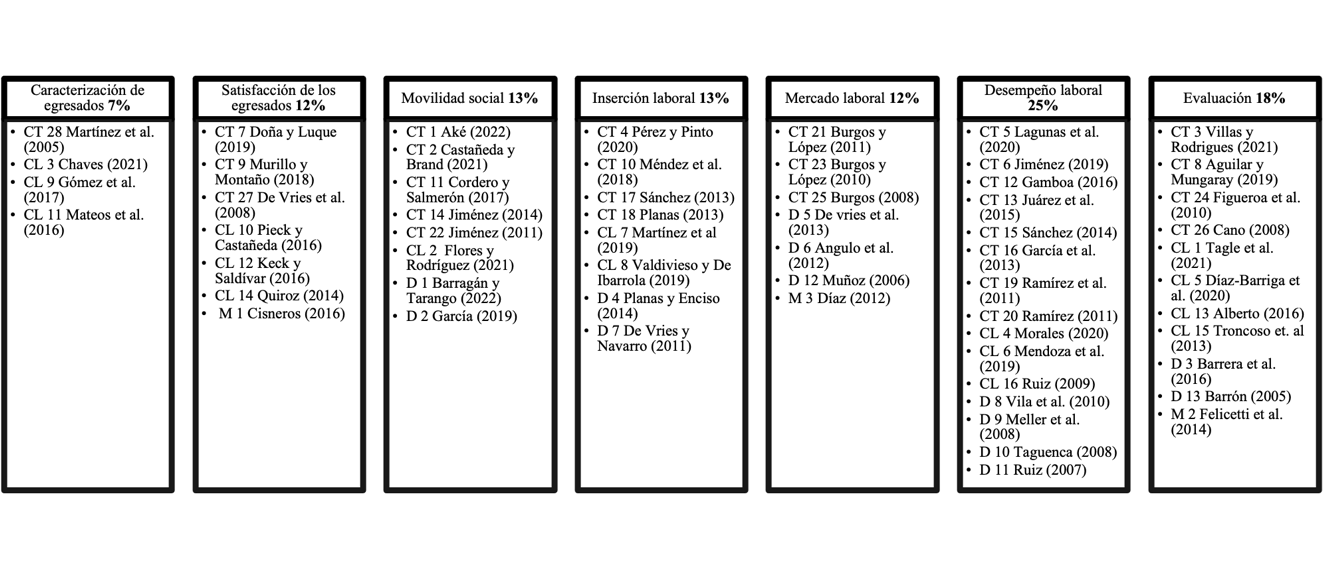 Caracterización de
egresados 7%
• CT 28 Martínez et al.
(2005)
• CL 3 Chaves (2021)
• CL 9 Gómez et al.
(2017)
• CL 11 Mateos et al.
(2016)
Satisfacción de los
egresados 12%
• CT 7 Doña y Luque
(2019)
• CT 9 Murillo y
Montaño (2018)
• CT 27 De Vries et al.
(2008)
• CL 10 Pieck y
Castañeda (2016)
• CL 12 Keck y
Saldívar (2016)
• CL 14 Quiroz (2014)
• M 1 Cisneros (2016)
Movilidad social 13%
• CT 1 Aké (2022)
• CT 2 Castañeda y
Brand (2021)
• CT 11 Cordero y
Salmerón (2017)
• CT 14 Jiménez (2014)
• CT 22 Jiménez (2011)
• CL 2 Flores y
Rodríguez (2021)
• D 1 Barragán y
Tarango (2022)
• D 2 García (2019)
Inserción laboral 13%
• CT 4 Pérez y Pinto
(2020)
• CT 10 Méndez et al.
(2018)
• CT 17 Sánchez (2013)
• CT 18 Planas (2013)
• CL 7 Martínez et al
(2019)
• CL 8 Valdivieso y De
Ibarrola (2019)
• D 4 Planas y Enciso
(2014)
• D 7 De Vries y
Navarro (2011)
Mercado laboral 12%
• CT 21 Burgos y
López (2011)
• CT 23 Burgos y
López (2010)
• CT 25 Burgos (2008)
• D 5 De vries et al.
(2013)
• D 6 Angulo et al.
(2012)
• D 12 Muñoz (2006)
• M 3 Díaz (2012)
Desempeño laboral
25%
• CT 5 Lagunas et al.
(2020)
• CT 6 Jiménez (2019)
• CT 12 Gamboa (2016)
• CT 13 Juárez et al.
(2015)
• CT 15 Sánchez (2014)
• CT 16 García et al.
(2013)
• CT 19 Ramírez et al.
(2011)
• CT 20 Ramírez (2011)
• CL 4 Morales (2020)
• CL 6 Mendoza et al.
(2019)
• CL 16 Ruiz (2009)
• D 8 Vila et al. (2010)
• D 9 Meller et al.
(2008)
• D 10 Taguenca (2008)
• D 11 Ruiz (2007)
Evaluación 18%
• CT 3 Villas y
Rodrigues (2021)
• CT 8 Aguilar y
Mungaray (2019)
• CT 24 Figueroa et al.
(2010)
• CT 26 Cano (2008)
• CL 1 Tagle et al.
(2021)
• CL 5 Díaz-Barriga et
al. (2020)
• CL 13 Alberto (2016)
• CL 15 Troncoso et. al
(2013)
• D 3 Barrera et al.
(2016)
• D 13 Barrón (2005)
• M 2 Felicetti et al.
(2014)